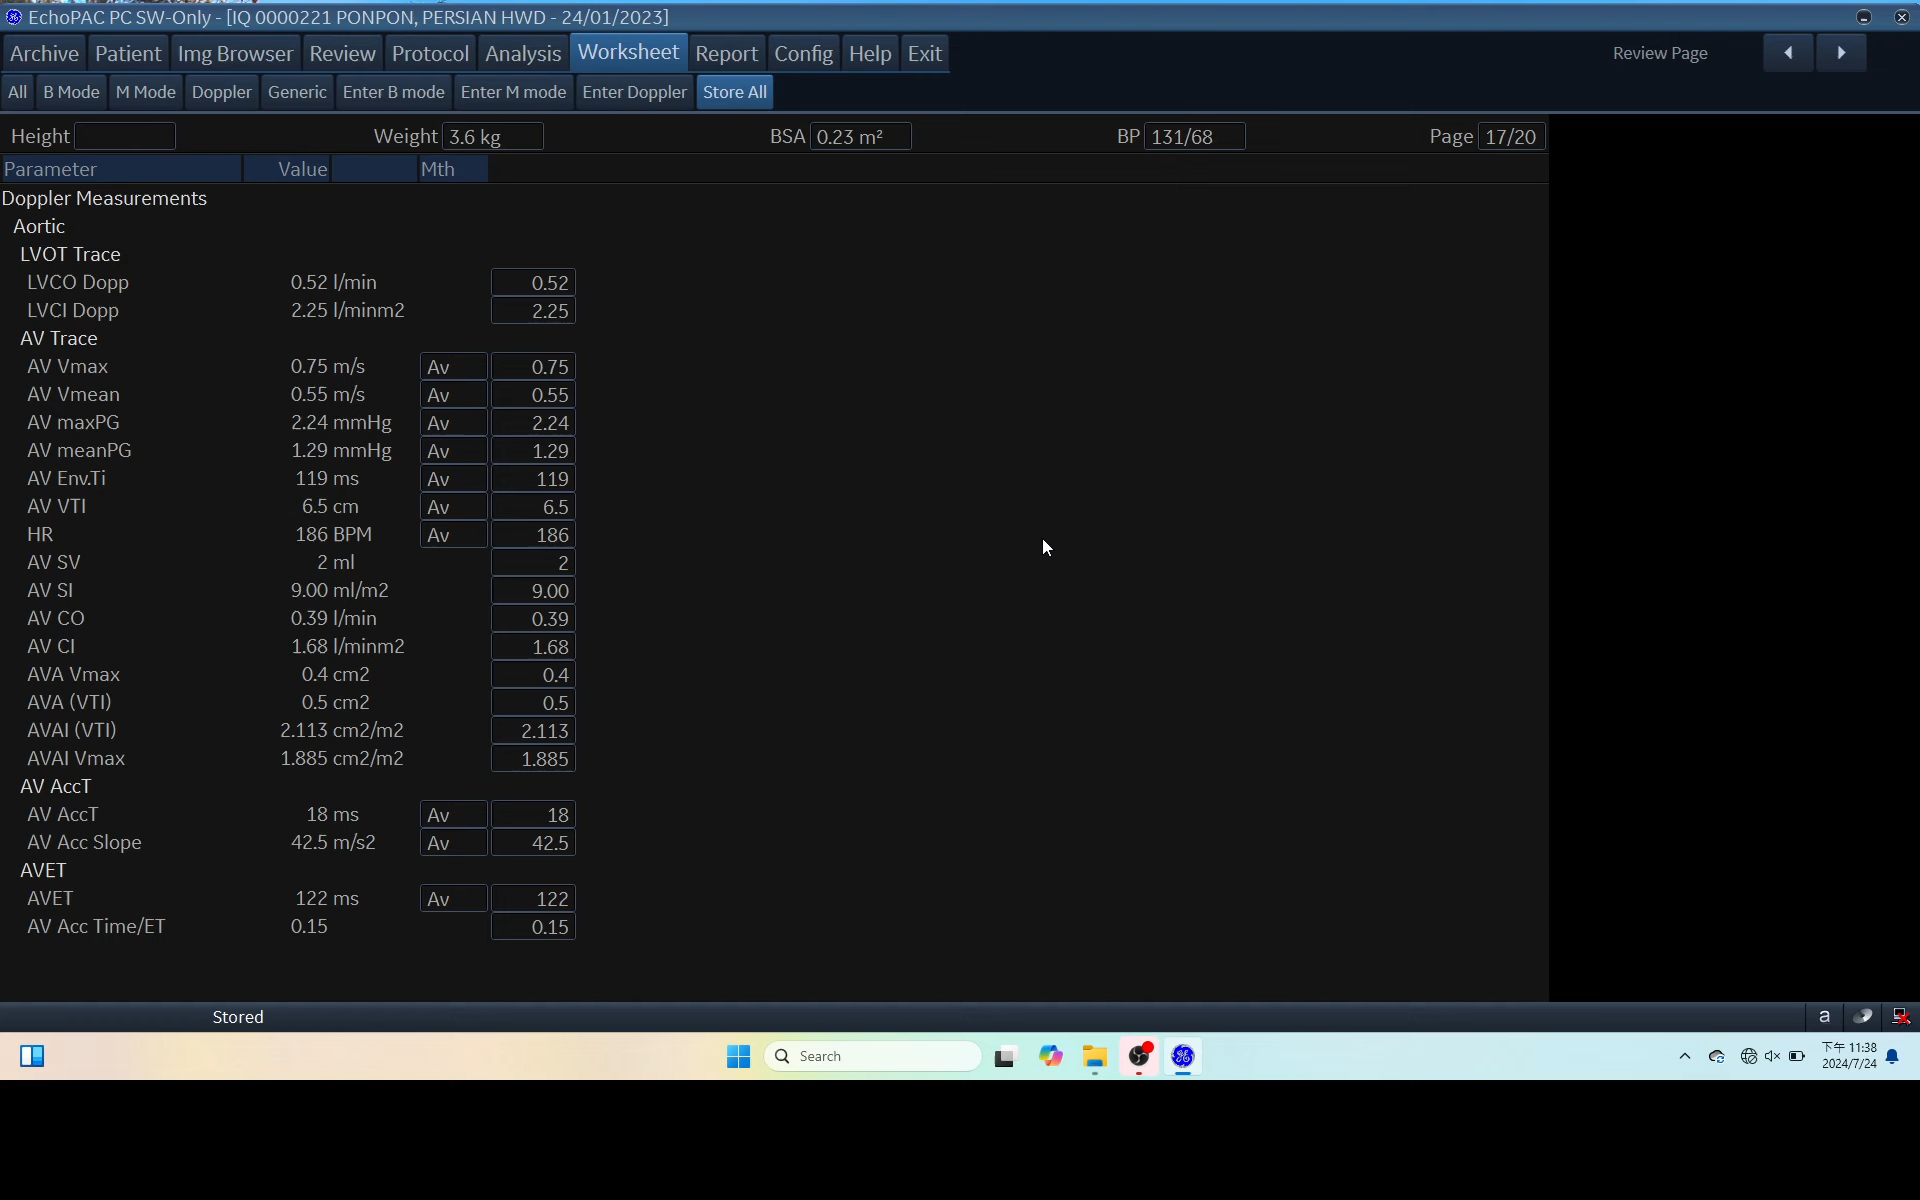 EchoPAC PC SW-Only - [IQ 0000221 PONPON, PERSIAN HWD - 24/01/2023]
Archive Patient Img Browser Review Protocol Analysis Worksheet Report Config Help Exit Review Page
All B Mode M Mode Doppler Generic Enter B mode Enter M mode Enter Doppler Store All
Height Weight 3.6 kg BSA 0.23 m² BP 131/68 Page 17/20
Parameter Value Mth
Doppler Measurements
Aortic
LVOT Trace
LVCO Dopp 0.52 l/min 0.52
LVCI Dopp 2.25 l/minm2 2.25
AV Trace
AV Vmax 0.75 m/s Av 0.75
AV Vmean 0.55 m/s Av 0.55
AV maxPG 2.24 mmHg Av 2.24
AV meanPG 1.29 mmHg Av 1.29
AV Env.Ti 119 ms Av 119
AV VTI 6.5 cm Av 6.5
HR 186 BPM Av 186
AV SV 2 ml 2
AV SI 9.00 ml/m2 9.00
AV CO 0.39 l/min 0.39
AV CI 1.68 l/minm2 1.68
AVA Vmax 0.4 cm2 0.4
AVA (VTI) 0.5 cm2 0.5
AVAI (VTI) 2.113 cm2/m2 2.113
AVAI Vmax 1.885 cm2/m2 1.885
AV AccT
AV AccT 18 ms Av 18
AV Acc Slope 42.5 m/s2 Av 42.5
AVET
AVET 122 ms Av 122
AV Acc Time/ET 0.15 0.15
Stored a
Search 下午 11:38
2024/7/24